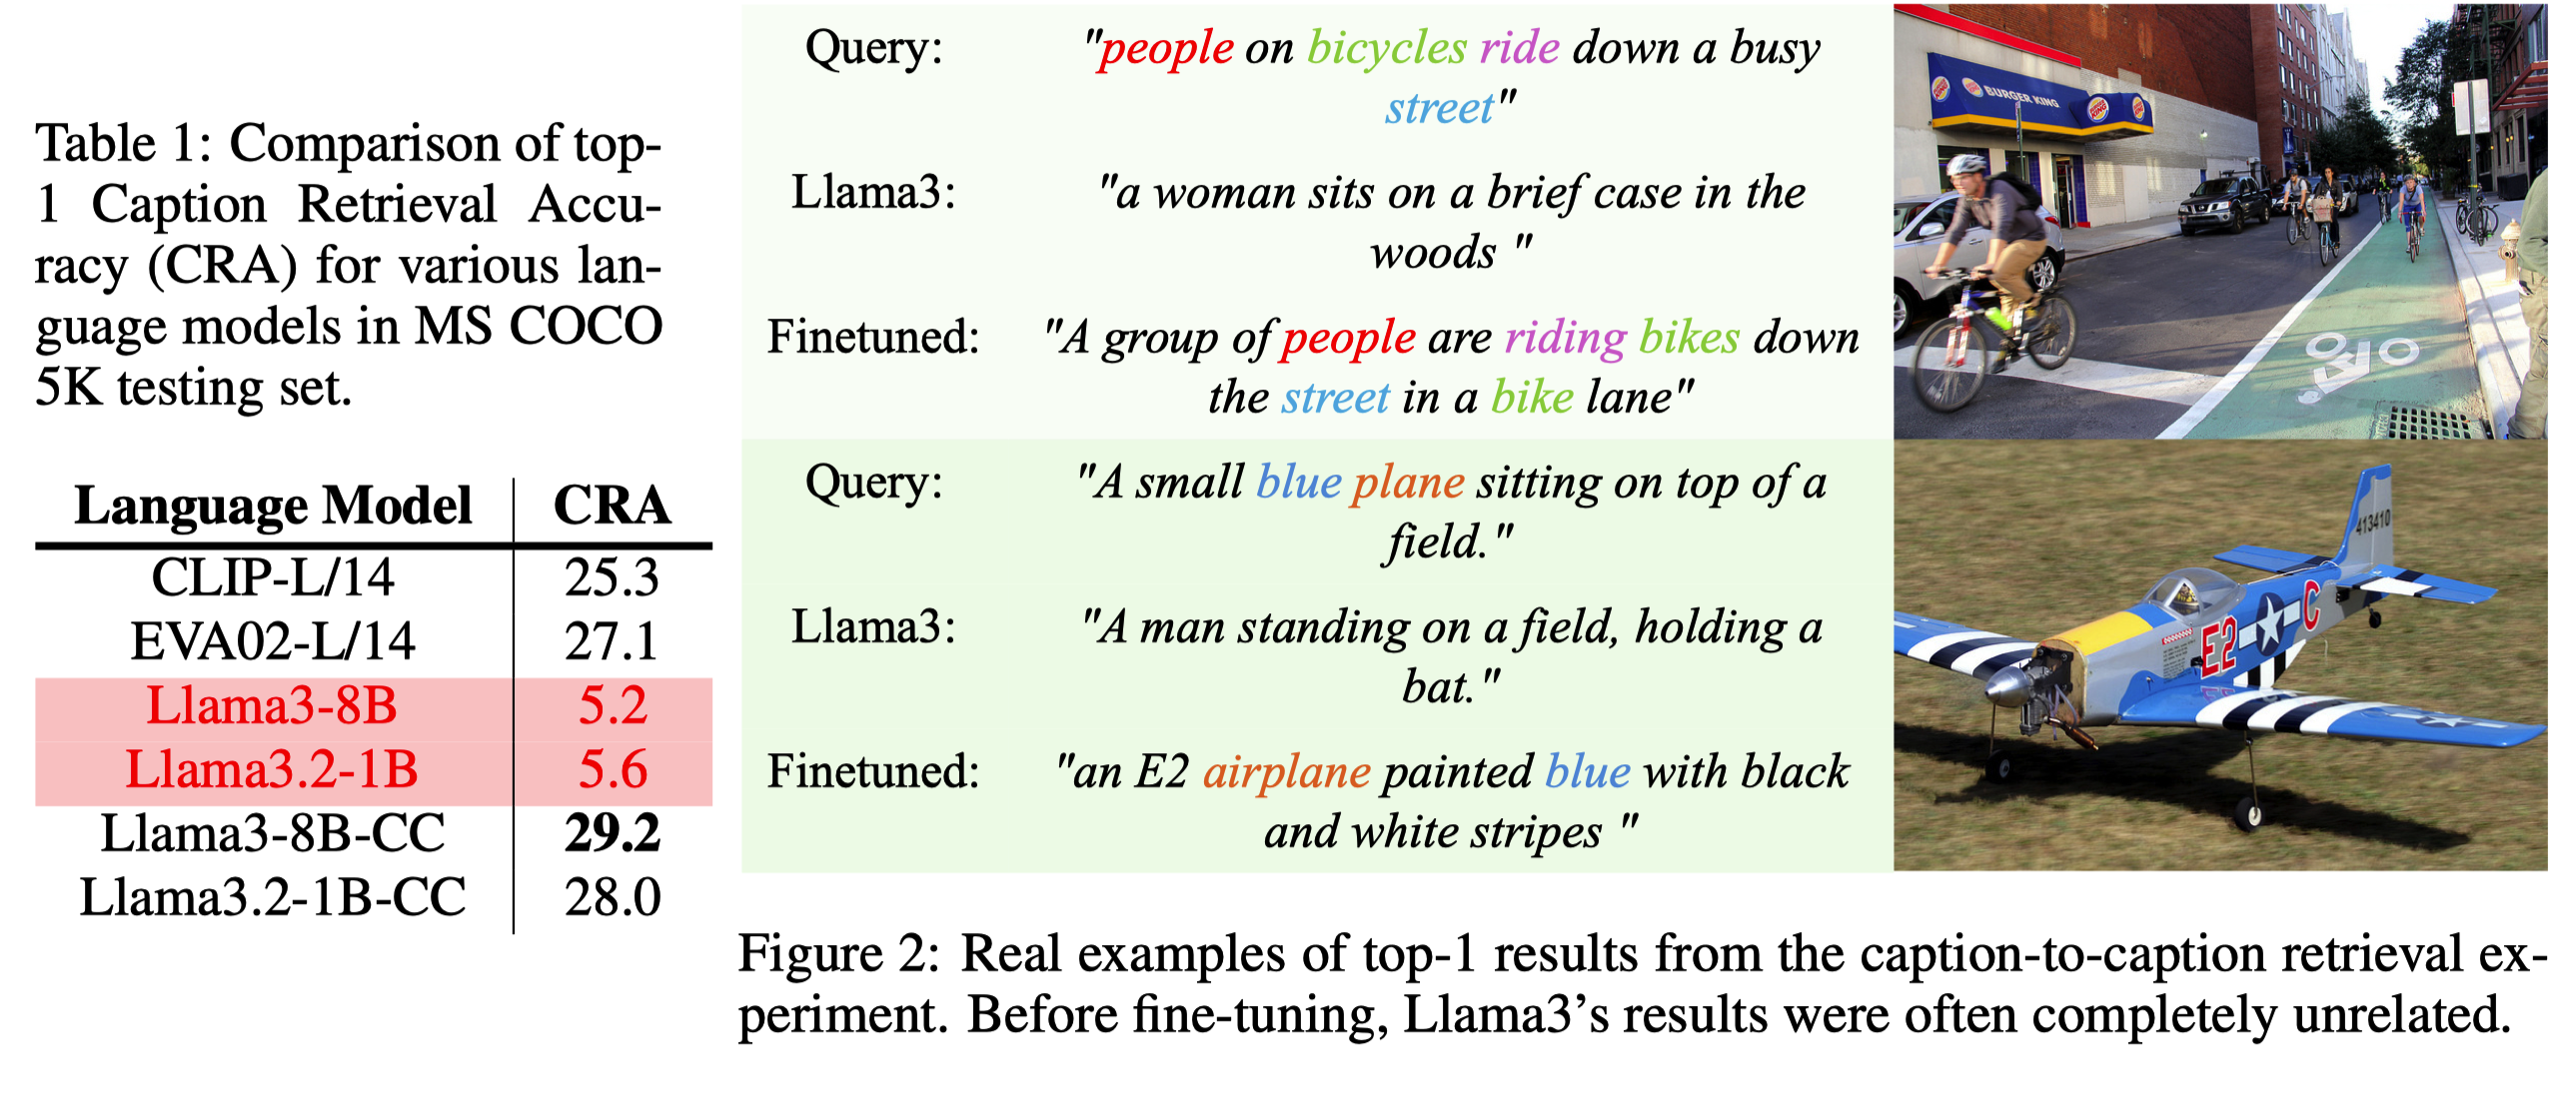 Table 1: Comparison of top-
1 Caption Retrieval Accu-
racy (CRA) for various lan-
guage models in MS COCO
5K testing set.
Language Model CRA
CLIP-L/14 25.3
EVA02-L/14 27.1
Llama3-8B 5.2
Llama3.2-1B 5.6
Llama3-8B-CC 29.2
Llama3.2-1B-CC 28.0
Query: "people on bicycles ride down a busy
street"
Llama3: "a woman sits on a brief case in the
woods "
Finetuned: "A group of people are riding bikes down
the street in a bike lane"
BURGER KING
Query: "A small blue plane sitting on top of a
field."
Llama3: "A man standing on a field, holding a
bat."
Finetuned: "an E2 airplane painted blue with black
and white stripes "
413410
E2 C
Figure 2: Real examples of top-1 results from the caption-to-caption retrieval ex-
periment. Before fine-tuning, Llama3's results were often completely unrelated.